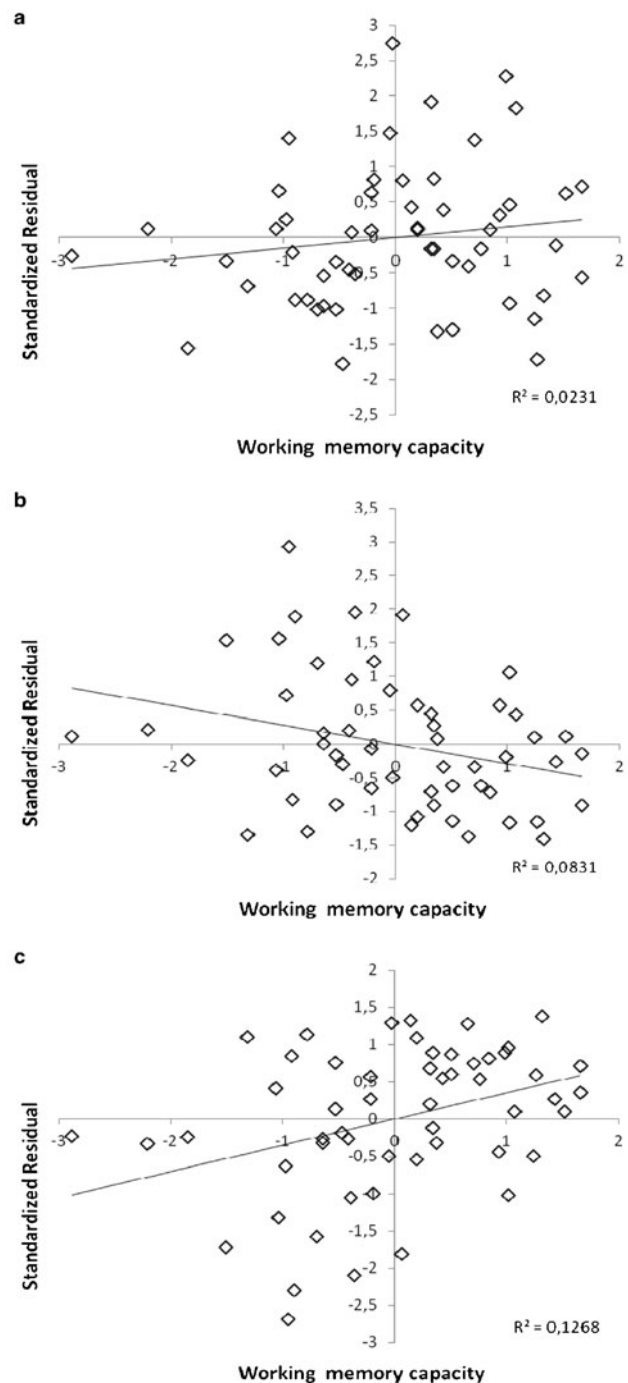 a
3
2,5
2
1,5
1
0,5
0
-3 -2 -1 0 1 2
-0,5
-1
-1,5
-2
-2,5
Standardized Residual
R² = 0,0231
Working memory capacity
b
3,5
3
2,5
2
1,5
1
0,5
0
-3 -2 -1 0 1 2
-0,5
-1
-1,5
-2
Standardized Residual
R² = 0,0831
Working memory capacity
c
2
1,5
1
0,5
0
-3 -2 -1 0 1 2
-0,5
-1
-1,5
-2
-2,5
-3
Standardized Residual
R² = 0,1268
Working memory capacity